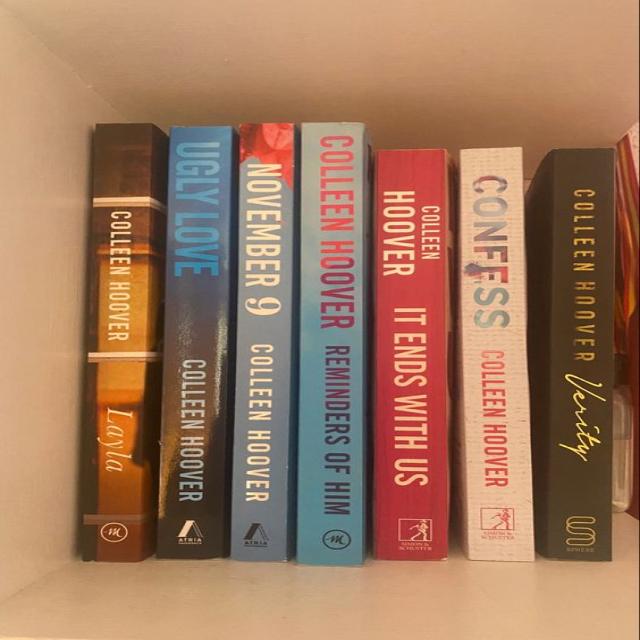 COLLEEN HOOVER
Layla
UGLY LOVE
COLLEEN HOOVER
ATRIA
NOVEMBER 9
COLLEEN HOOVER
ATRIA
COLLEEN HOOVER
REMINDERS OF HIM
COLLEEN
HOOVER
IT ENDS WITH US
SIMON &
SCHUSTER
CONFESS
COLLEEN HOOVER
SIMON &
SCHUSTER
COLLEEN HOOVER
Verity
SPHERE